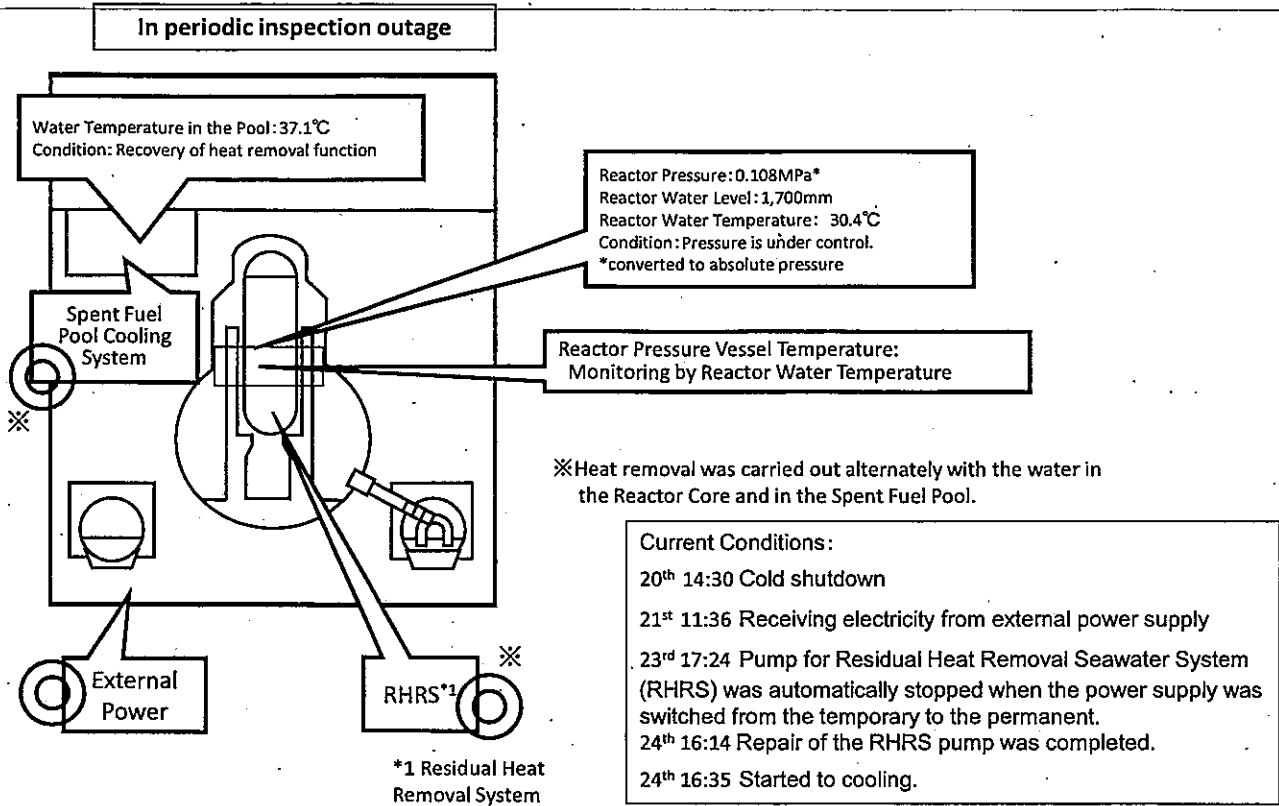 In periodic inspection outage
Water Temperature in the Pool:37.1℃
Condition: Recovery of heat removal function
Reactor Pressure:0.108MPa*
Reactor Water Level:1,700mm
Reactor Water Temperature: 30.4℃
Condition:Pressure is under control.
*converted to absolute pressure
Spent Fuel
Pool Cooling
System
※
Reactor Pressure Vessel Temperature:
Monitoring by Reactor Water Temperature
※Heat removal was carried out alternately with the water in
the Reactor Core and in the Spent Fuel Pool.
Current Conditions:
20th 14:30 Cold shutdown
21st 11:36 Receiving electricity from external power supply
23rd 17:24 Pump for Residual Heat Removal Seawater System
(RHRS) was automatically stopped when the power supply was
switched from the temporary to the permanent.
24th 16:14 Repair of the RHRS pump was completed.
24th 16:35 Started to cooling.
External
Power
RHRS*1
※
*1 Residual Heat
Removal System